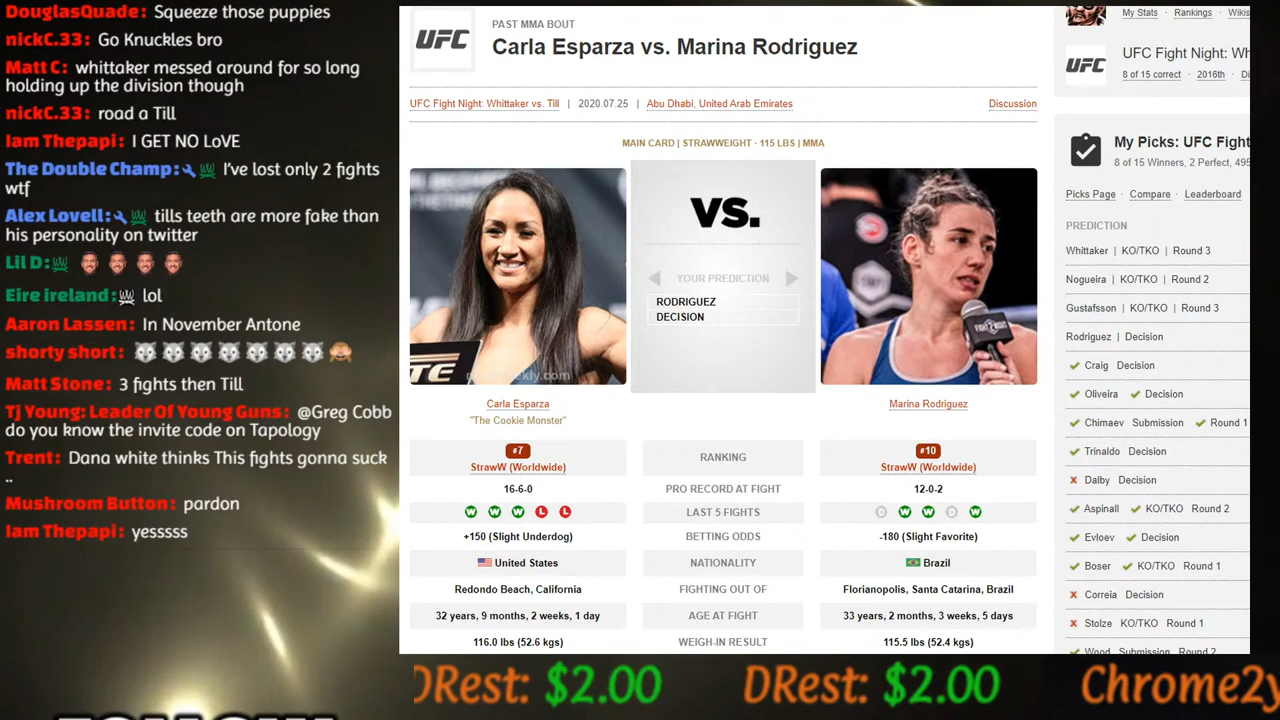 DouglasQuade: Squeeze those puppies
nickC.33: Go Knuckles bro
Matt C: whittaker messed around for so long
holding up the division though
nickC.33: road a Till
Iam Thepapi: I GET NO LoVE
The Double Champ: I've lost only 2 fights
wtf
Alex Lovell: tills teeth are more fake than
his personality on twitter
Lil D:
Eire ireland: lol
Aaron Lassen: In November Antone
shorty short:
Matt Stone: 3 fights then Till
Tj Young: Leader Of Young Guns: @Greg Cobb
do you know the invite code on Tapology
Trent: Dana white thinks This fights gonna suck
..
Mushroom Button: pardon
Iam Thepapi: yesssss
UFC
PAST MMA BOUT
Carla Esparza vs. Marina Rodriguez
UFC Fight Night: Whittaker vs. Till | 2020.07.25 | Abu Dhabi, United Arab Emirates
Discussion
MAIN CARD | STRAWWEIGHT · 115 LBS | MMA
VS.
YOUR PREDICTION
RODRIGUEZ
DECISION
Carla Esparza
"The Cookie Monster"
Marina Rodriguez
#7
StrawW (Worldwide)
RANKING
#10
StrawW (Worldwide)
16-6-0 PRO RECORD AT FIGHT 12-0-2
W W W L L LAST 5 FIGHTS D W W D W
+150 (Slight Underdog) BETTING ODDS -180 (Slight Favorite)
United States NATIONALITY Brazil
Redondo Beach, California FIGHTING OUT OF Florianopolis, Santa Catarina, Brazil
32 years, 9 months, 2 weeks, 1 day AGE AT FIGHT 33 years, 2 months, 3 weeks, 5 days
116.0 lbs (52.6 kgs) WEIGH-IN RESULT 115.5 lbs (52.4 kgs)
My Stats · Rankings · Wikis
UFC
UFC Fight Night: Wh
8 of 15 correct · 2016th · Di
My Picks: UFC Fight
8 of 15 Winners, 2 Perfect, 495
Picks Page · Compare · Leaderboard
PREDICTION
Whittaker | KO/TKO | Round 3
Nogueira | KO/TKO | Round 2
Gustafsson | KO/TKO | Round 3
Rodriguez | Decision
Craig Decision
Oliveira Decision
Chimaev Submission Round 1
Trinaldo Decision
Dalby Decision
Aspinall KO/TKO Round 2
Evloev Decision
Boser KO/TKO Round 1
Correia Decision
Stolze KO/TKO Round 1
Wood Submission Round 2
DRest: $2.00 DRest: $2.00 Chrome2y